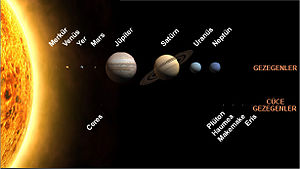 Merkür
Venüs
Yer
Mars
Jüpiter
Satürn
Uranüs
Neptün
GEZEGENLER
Ceres
Plüton
Haumea
Makemake
Eris
CÜCE
GEZEGENLER